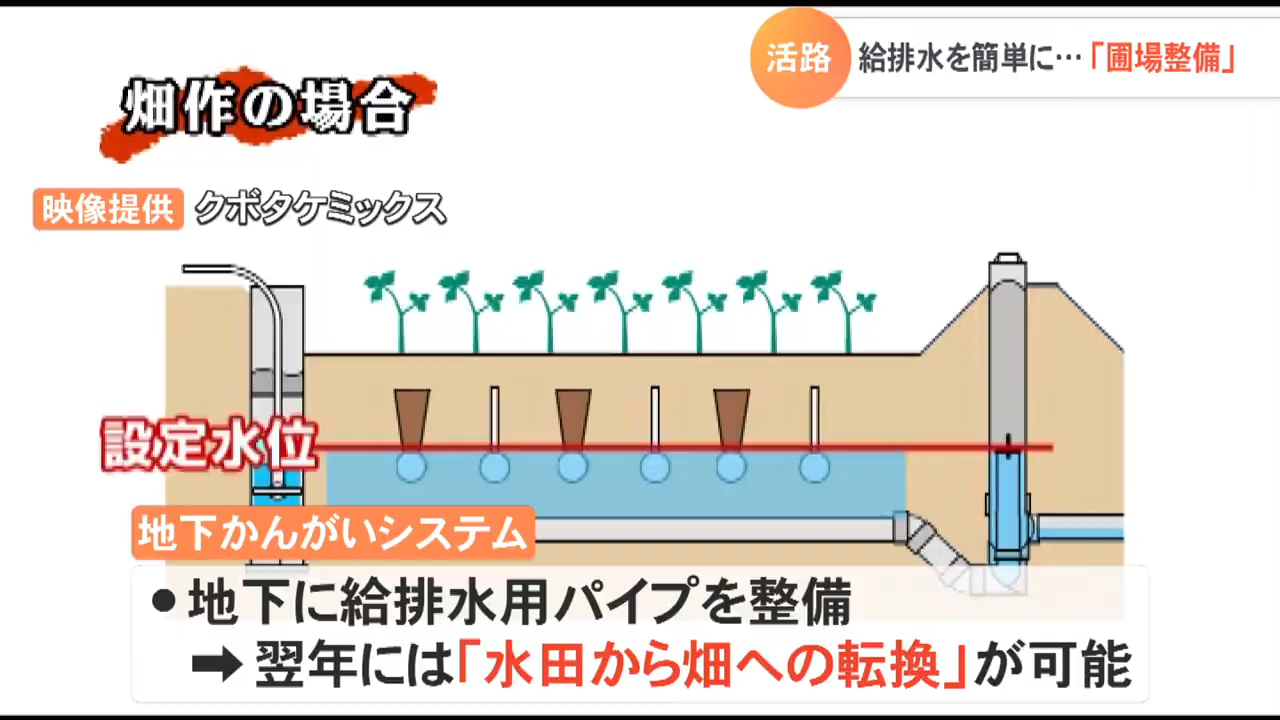 活路
給排水を簡単に…「圃場整備」
畑作の場合
映像提供 クボタケミックス
設定水位
地下かんがいシステム
●地下に給排水用パイプを整備
➡翌年には「水田から畑への転換」が可能